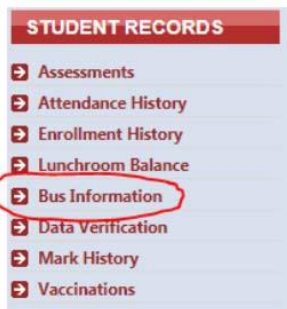 STUDENT RECORDS
Assessments
Attendance History
Enrollment History
Lunchroom Balance
Bus Information
Data Verification
Mark History
Vaccinations